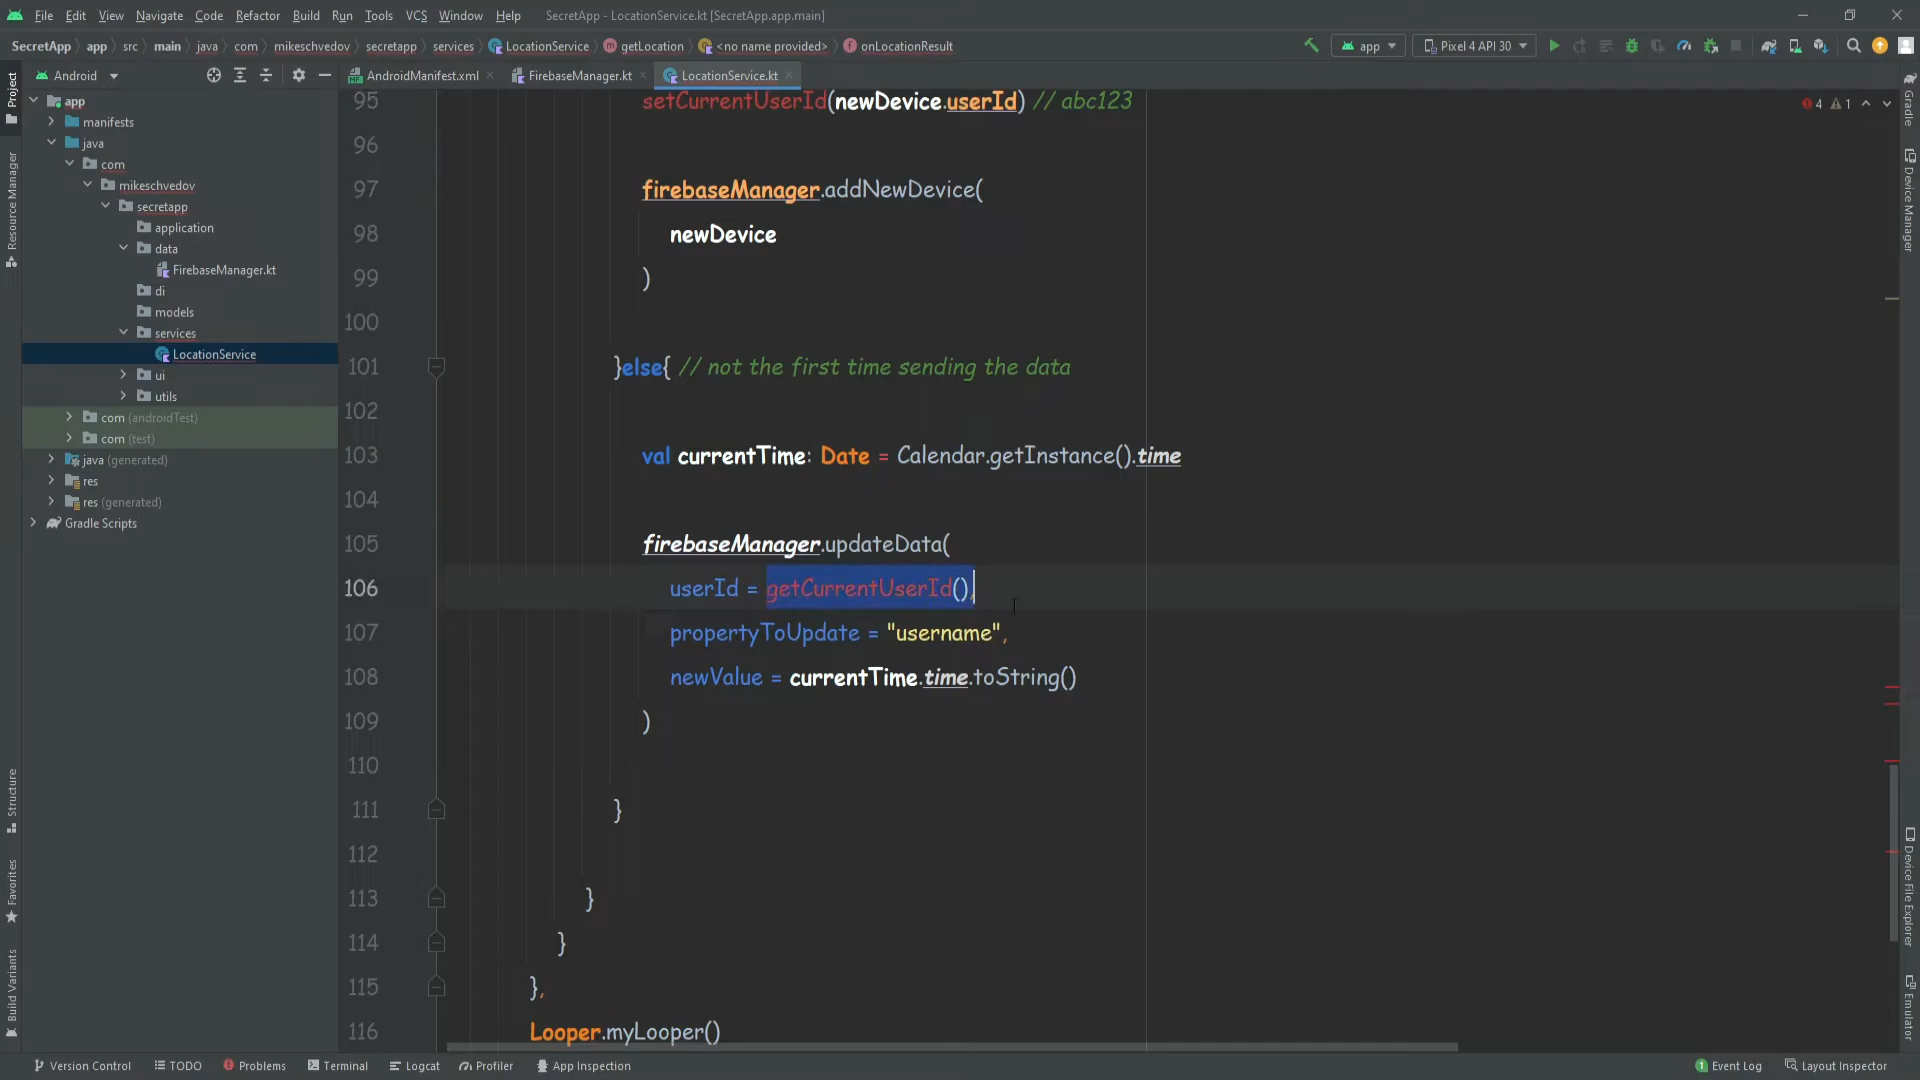 File Edit View Navigate Code Refactor Build Run Tools VCS Window Help SecretApp - LocationService.kt [SecretApp.app.main]
SecretApp app src main java com mikeschvedov secretapp services LocationService getLocation <no name provided> onLocationResult app Pixel 4 API 30
Android AndroidManifest.xml FirebaseManager.kt LocationService.kt
Project
Resource Manager
Structure
Favorites
Build Variants
app
manifests
java
com
mikeschvedov
secretapp
application
data
FirebaseManager.kt
di
models
services
LocationService
ui
utils
com (androidTest)
com (test)
java (generated)
res
res (generated)
Gradle Scripts
4 1
95 setCurrentUserId(newDevice.userId) // abc123
96
97 firebaseManager.addNewDevice(
98 newDevice
99 )
100
101 }else{ // not the first time sending the data
102
103 val currentTime: Date = Calendar.getInstance().time
104
105 firebaseManager.updateData(
106 userId = getCurrentUserId(),
107 propertyToUpdate = "username",
108 newValue = currentTime.time.toString()
109 )
110
111 }
112
113 }
114 }
115 },
116 Looper.myLooper()
Gradle
Device Manager
Device File Explorer
Emulator
Version Control TODO Problems Terminal Logcat Profiler App Inspection 1 Event Log Layout Inspector